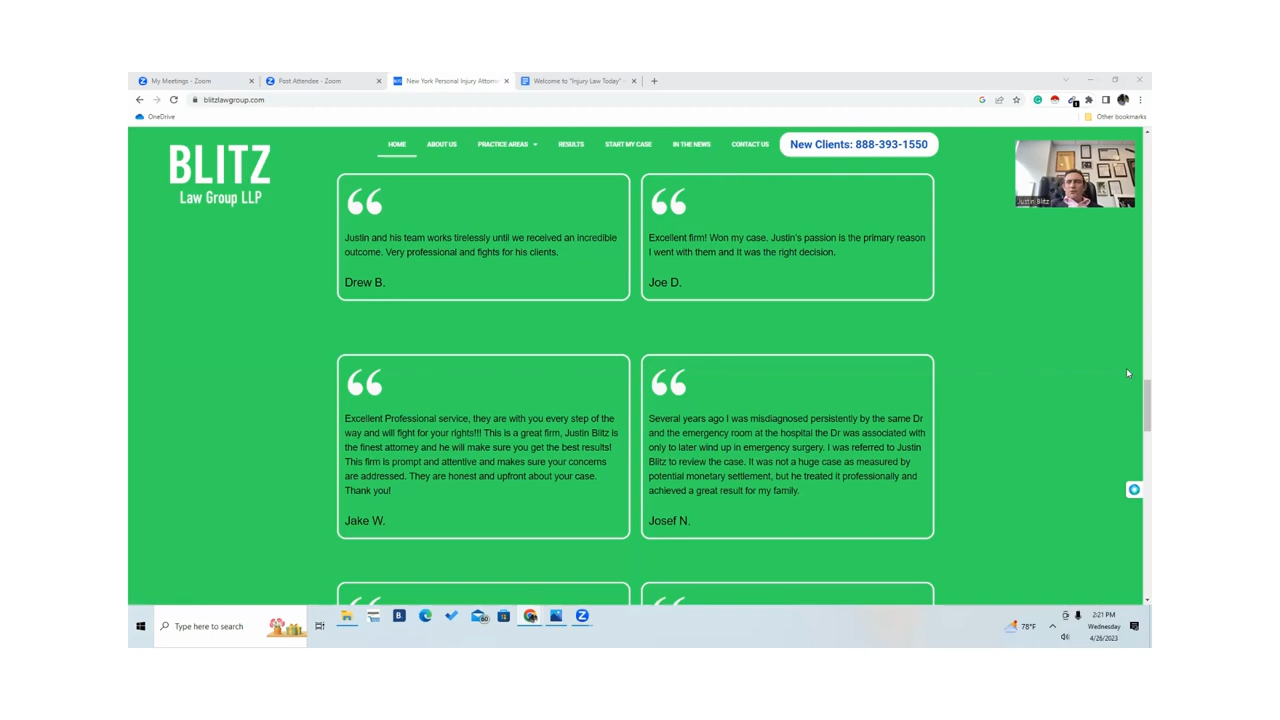 My Meetings - Zoom
Post Attendee - Zoom
New York Personal Injury Attorn
Welcome to "Injury Law Today" -
blitzlawgroup.com
OneDrive
Other bookmarks
BLITZ
Law Group LLP
HOME
ABOUT US
PRACTICE AREAS
RESULTS
START MY CASE
IN THE NEWS
CONTACT US
New Clients: 888-393-1550
Justin Blitz
Justin and his team works tirelessly until we received an incredible
outcome. Very professional and fights for his clients.
Drew B.
Excellent firm! Won my case. Justin's passion is the primary reason
I went with them and It was the right decision.
Joe D.
Excellent Professional service, they are with you every step of the
way and will fight for your rights!!! This is a great firm, Justin Blitz is
the finest attorney and he will make sure you get the best results!
This firm is prompt and attentive and makes sure your concerns
are addressed. They are honest and upfront about your case.
Thank you!
Jake W.
Several years ago I was misdiagnosed persistently by the same Dr
and the emergency room at the hospital the Dr was associated with
only to later wind up in emergency surgery. I was referred to Justin
Blitz to review the case. It was not a huge case as measured by
potential monetary settlement, but he treated it professionally and
achieved a great result for my family.
Josef N.
Type here to search
60
78°F
2:21 PM
Wednesday
4/26/2023